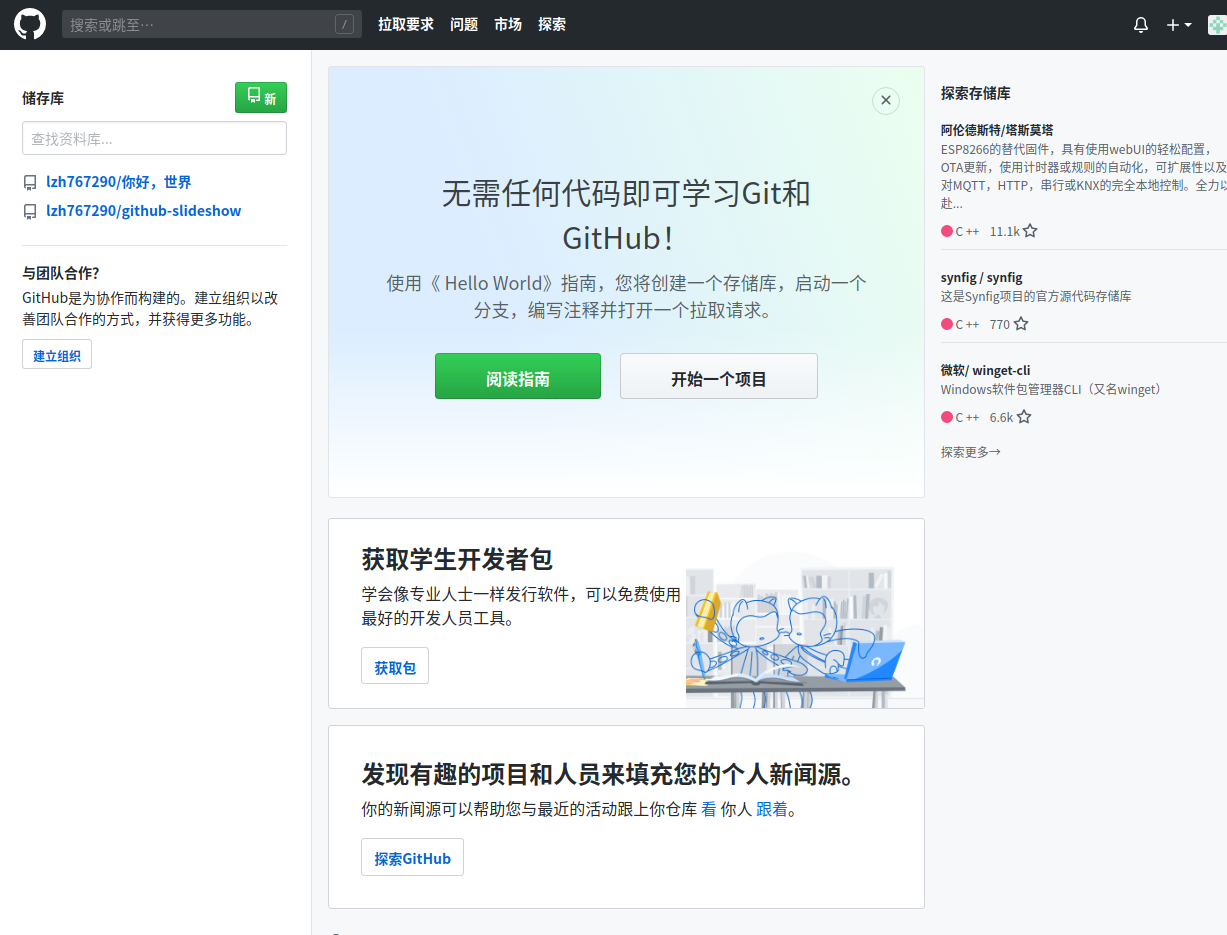 搜索或跳至…
/
拉取要求 问题 市场 探索
储存库
新
查找资料库...
lzh767290/你好，世界
lzh767290/github-slideshow
与团队合作？
GitHub是为协作而构建的。建立组织以改
善团队合作的方式，并获得更多功能。
建立组织
无需任何代码即可学习Git和
GitHub！
使用《 Hello World》指南，您将创建一个存储库，启动一个
分支，编写注释并打开一个拉取请求。
阅读指南
开始一个项目
获取学生开发者包
学会像专业人士一样发行软件，可以免费使用
最好的开发人员工具。
获取包
发现有趣的项目和人员来填充您的个人新闻源。
你的新闻源可以帮助您与最近的活动跟上你仓库 看 你人 跟着。
探索GitHub
探索存储库
阿伦德斯特/塔斯莫塔
ESP8266的替代固件，具有使用webUI的轻松配置，
OTA更新，使用计时器或规则的自动化，可扩展性以及
对MQTT，HTTP，串行或KNX的完全本地控制。全力以
赴...
C ++ 11.1k
synfig / synfig
这是Synfig项目的官方源代码存储库
C ++ 770
微软/ winget-cli
Windows软件包管理器CLI（又名winget）
C ++ 6.6k
探索更多→